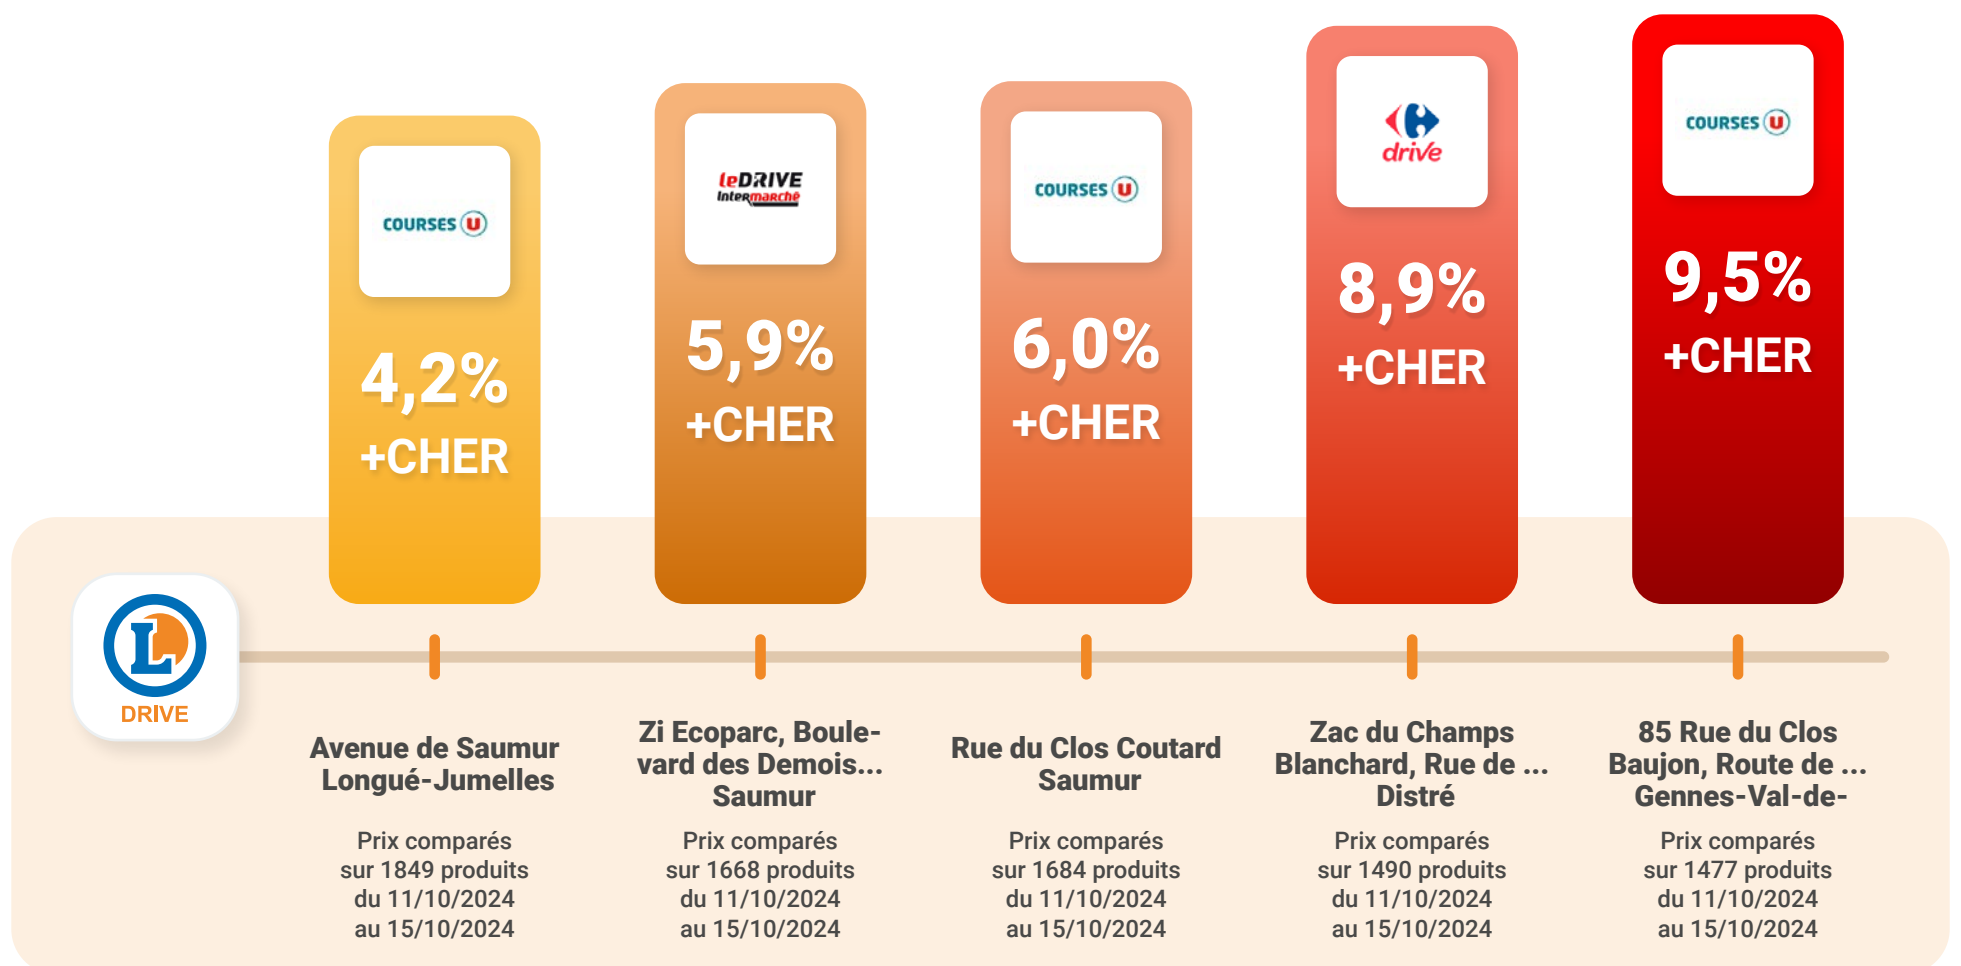 COURSES U
4,2%
+CHER
leDRIVE
Intermarché
5,9%
+CHER
COURSES U
6,0%
+CHER
drive
8,9%
+CHER
COURSES U
9,5%
+CHER
L
DRIVE
Avenue de Saumur
Longué-Jumelles
Prix comparés
sur 1849 produits
du 11/10/2024
au 15/10/2024
Zi Ecoparc, Boule-
vard des Demois...
Saumur
Prix comparés
sur 1668 produits
du 11/10/2024
au 15/10/2024
Rue du Clos Coutard
Saumur
Prix comparés
sur 1684 produits
du 11/10/2024
au 15/10/2024
Zac du Champs
Blanchard, Rue de ...
Distré
Prix comparés
sur 1490 produits
du 11/10/2024
au 15/10/2024
85 Rue du Clos
Baujon, Route de ...
Gennes-Val-de-
Prix comparés
sur 1477 produits
du 11/10/2024
au 15/10/2024